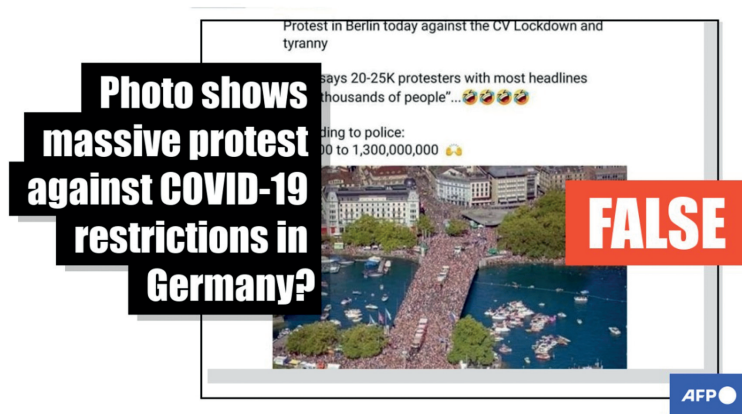 Protest in Berlin today against the CV Lockdown and
tyranny
says 20-25K protesters with most headlines
thousands of people"...🤣🤣🤣🤣
ding to police:
00 to 1,300,000,000 🙌
Photo shows
massive protest
against COVID-19
restrictions in
Germany?
FALSE
AFP